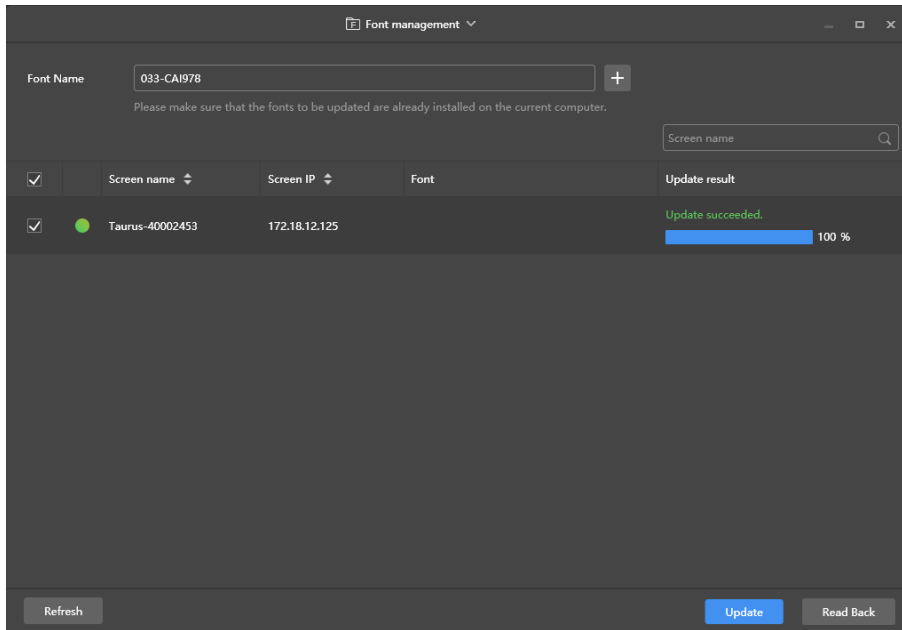 Font management
Font Name
033-CAI978
Please make sure that the fonts to be updated are already installed on the current computer.
Screen name
Screen name Screen IP Font Update result
Taurus-40002453 172.18.12.125 Update succeeded.
100 %
Refresh Update Read Back